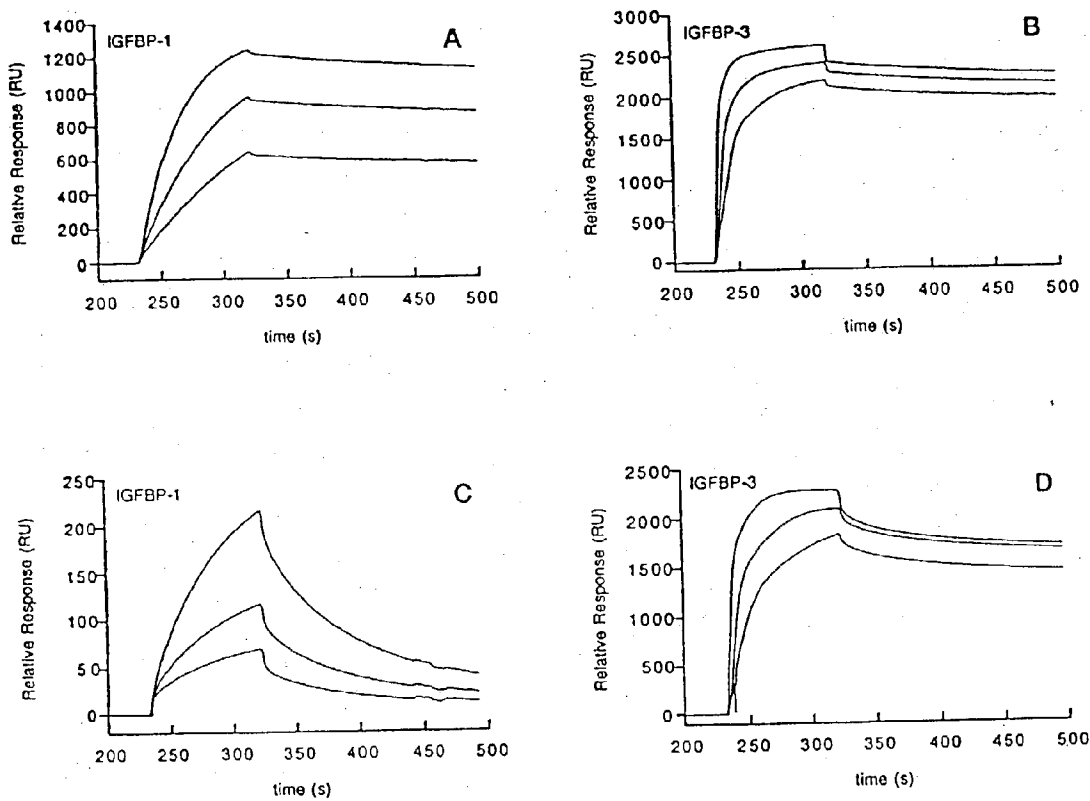 A
IGFBP-1
Relative Response (RU)
1400
1200
1000
800
600
400
200
0
200 250 300 350 400 450 500
time (s)
B
IGFBP-3
Relative Response (RU)
3000
2500
2000
1500
1000
500
0
200 250 300 350 400 450 500
time (s)
C
IGFBP-1
Relative Response (RU)
250
200
150
100
50
0
200 250 300 350 400 450 500
time (s)
D
IGFBP-3
Relative Response (RU)
2500
2000
1500
1000
500
0
200 250 300 350 400 450 500
time (s)